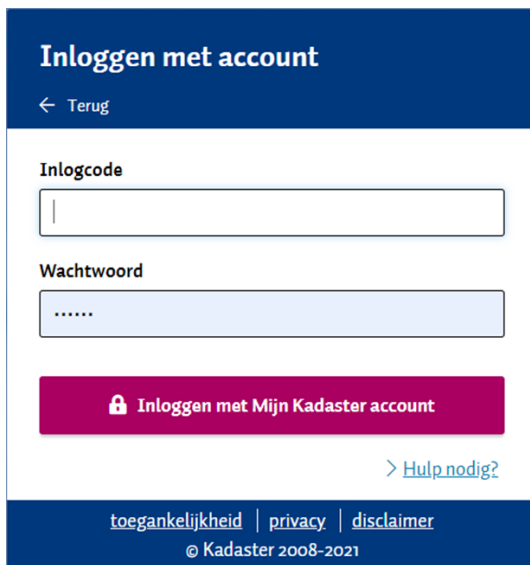 Inloggen met account
← Terug
Inlogcode
Wachtwoord
......
Inloggen met Mijn Kadaster account
> Hulp nodig?
toegankelijkheid | privacy | disclaimer
© Kadaster 2008-2021